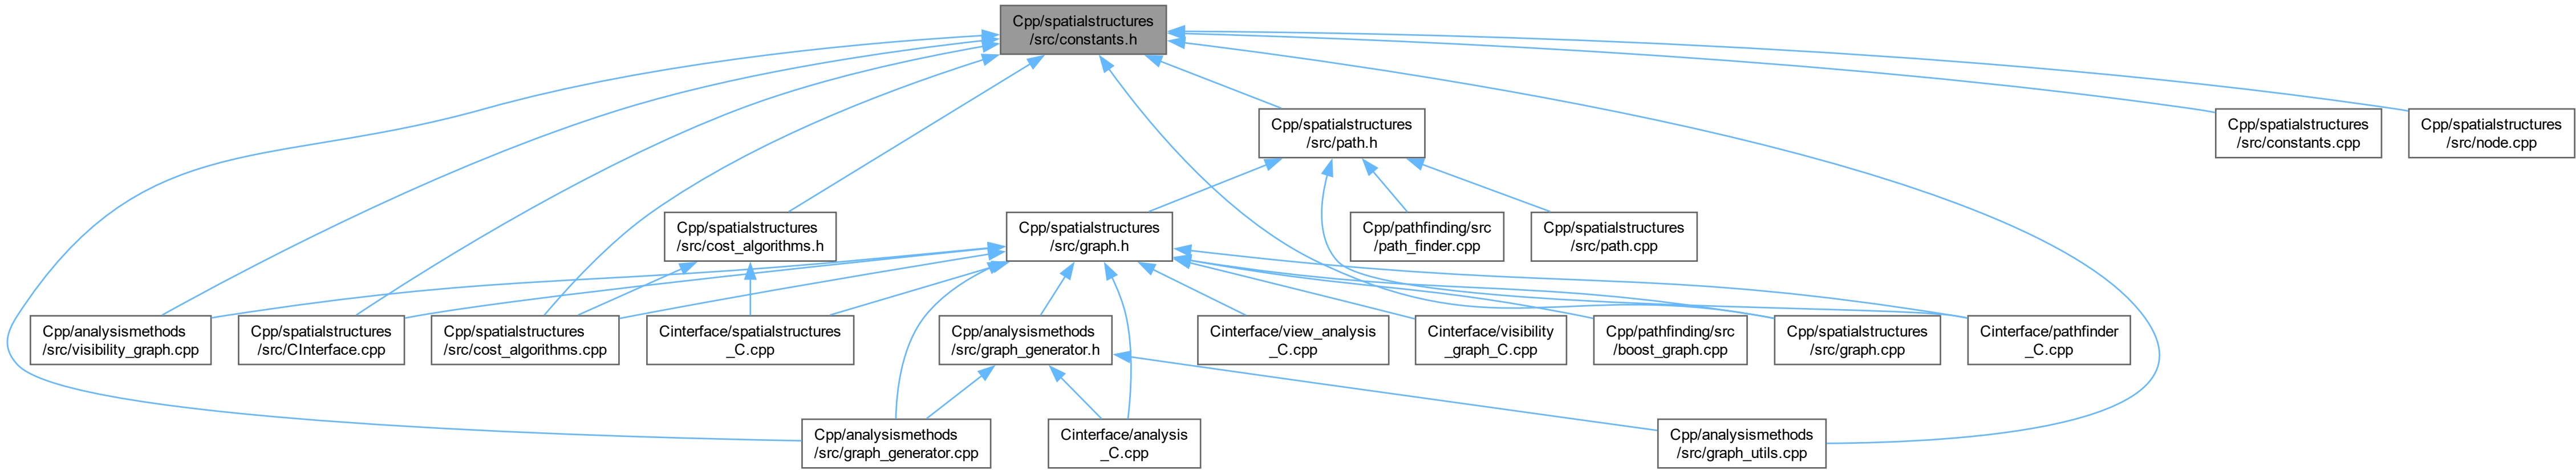 Cpp/spatialstructures
/src/constants.h
Cpp/spatialstructures
/src/path.h
Cpp/spatialstructures
/src/constants.cpp
Cpp/spatialstructures
/src/node.cpp
Cpp/spatialstructures
/src/cost_algorithms.h
Cpp/spatialstructures
/src/graph.h
Cpp/pathfinding/src
/path_finder.cpp
Cpp/spatialstructures
/src/path.cpp
Cpp/analysismethods
/src/visibility_graph.cpp
Cpp/spatialstructures
/src/CInterface.cpp
Cpp/spatialstructures
/src/cost_algorithms.cpp
Cinterface/spatialstructures
_C.cpp
Cpp/analysismethods
/src/graph_generator.h
Cinterface/view_analysis
_C.cpp
Cinterface/visibility
_graph_C.cpp
Cpp/pathfinding/src
/boost_graph.cpp
Cpp/spatialstructures
/src/graph.cpp
Cinterface/pathfinder
_C.cpp
Cpp/analysismethods
/src/graph_generator.cpp
Cinterface/analysis
_C.cpp
Cpp/analysismethods
/src/graph_utils.cpp